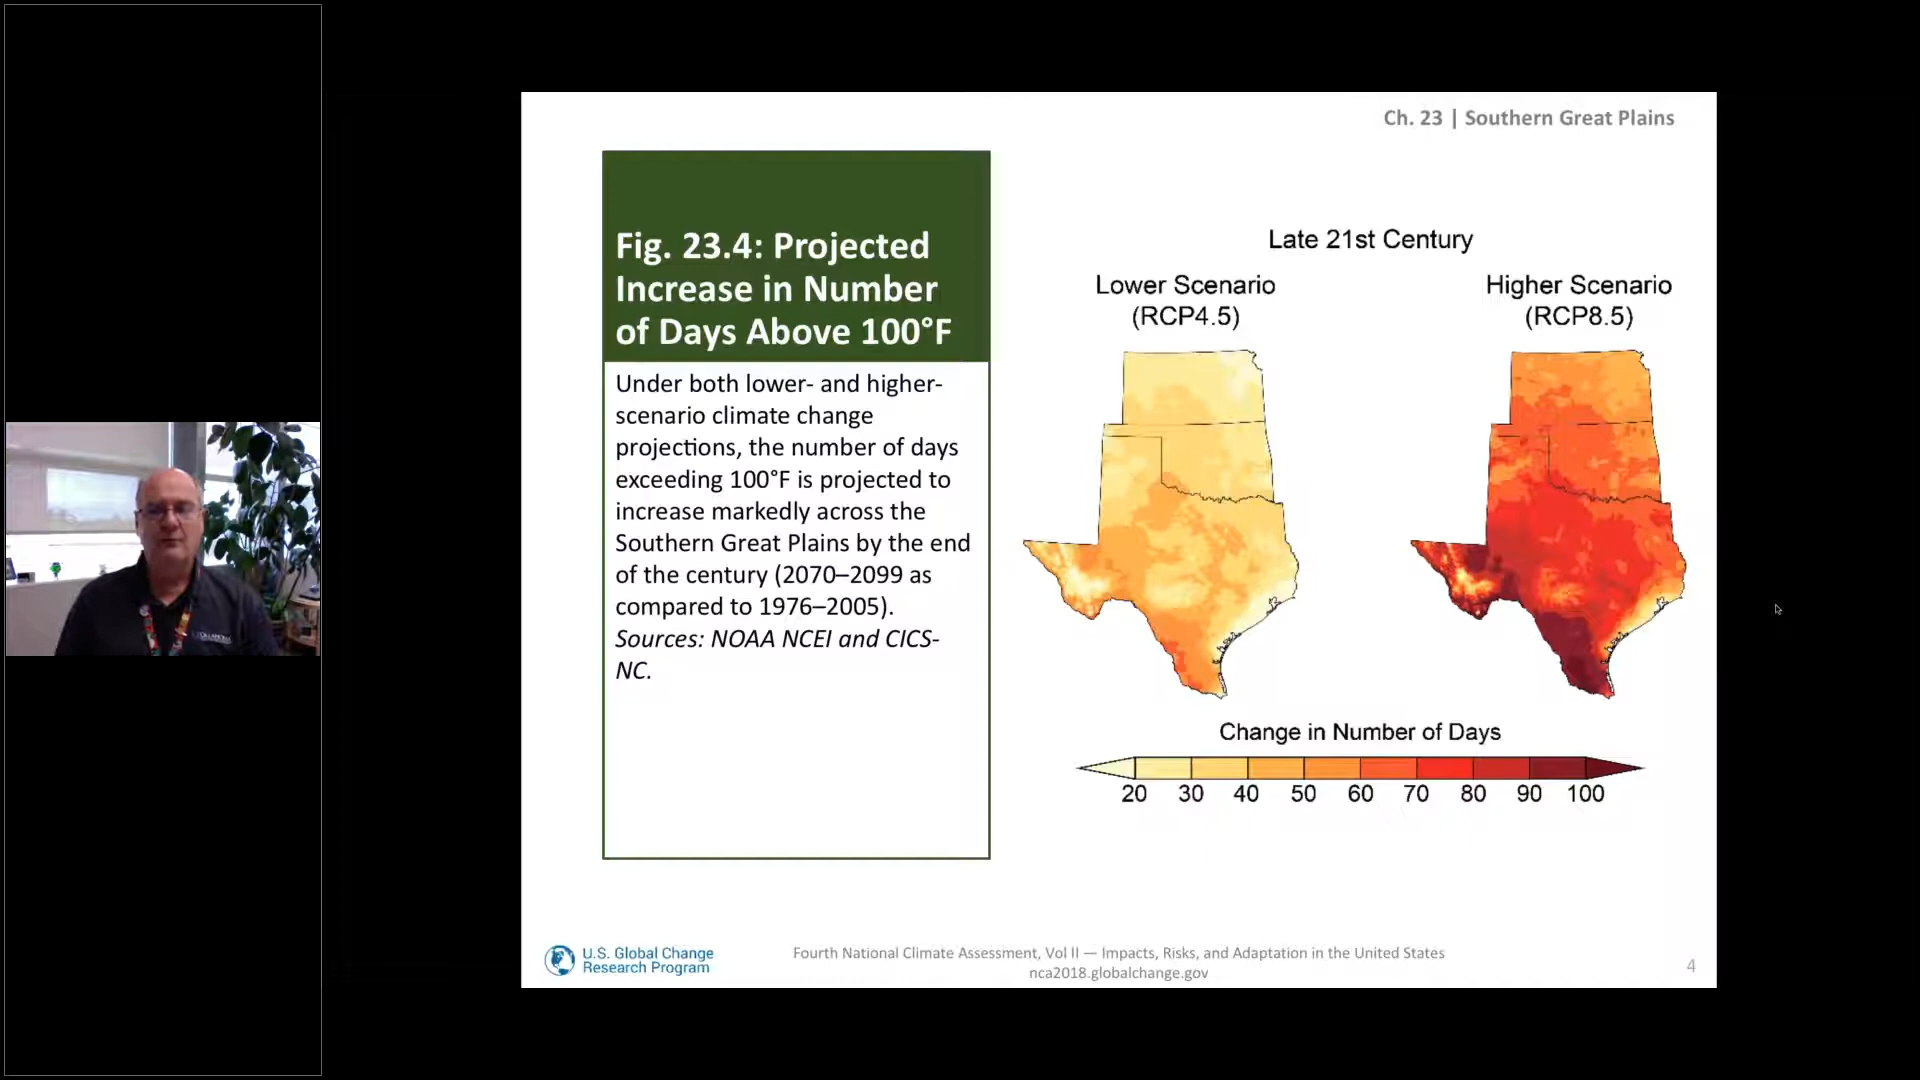 Ch. 23 | Southern Great Plains
Fig. 23.4: Projected
Increase in Number
of Days Above 100°F
Under both lower- and higher-
scenario climate change
projections, the number of days
exceeding 100°F is projected to
increase markedly across the
Southern Great Plains by the end
of the century (2070–2099 as
compared to 1976–2005).
Sources: NOAA NCEI and CICS-
NC.
Late 21st Century
Lower Scenario
(RCP4.5)
Higher Scenario
(RCP8.5)
Change in Number of Days
20 30 40 50 60 70 80 90 100
U.S. Global Change
Research Program
Fourth National Climate Assessment, Vol II — Impacts, Risks, and Adaptation in the United States
nca2018.globalchange.gov
4